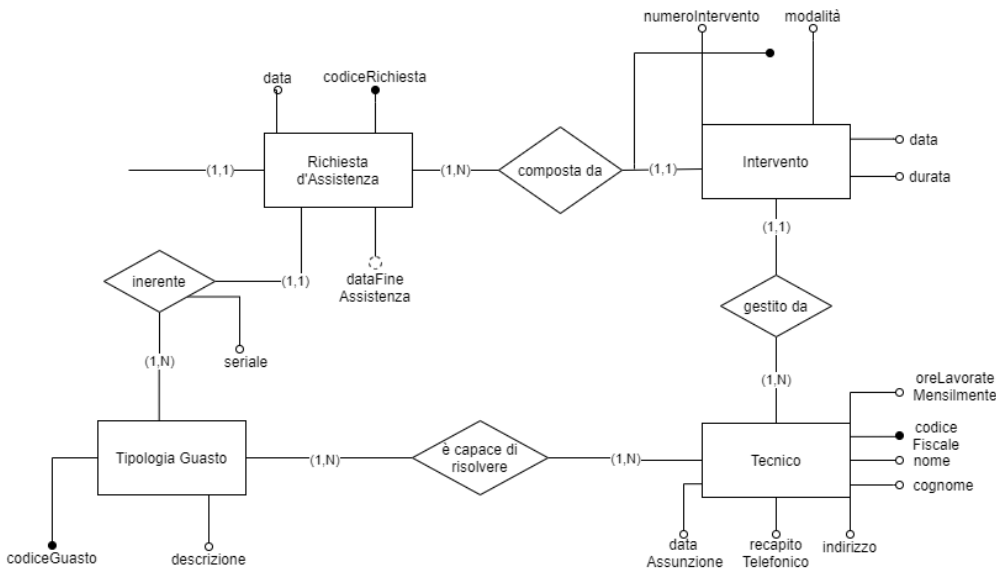 numeroIntervento
modalità
data
codiceRichiesta
Richiesta
d'Assistenza
(1,1)
(1,N)
composta da
(1,1)
Intervento
data
durata
(1,1)
inerente
(1,1)
dataFine
Assistenza
gestito da
(1,N)
seriale
(1,N)
oreLavorate
Mensilmente
codice
Fiscale
nome
cognome
Tipologia Guasto
(1,N)
è capace di
risolvere
(1,N)
Tecnico
codiceGuasto
descrizione
data
Assunzione
recapito
Telefonico
indirizzo